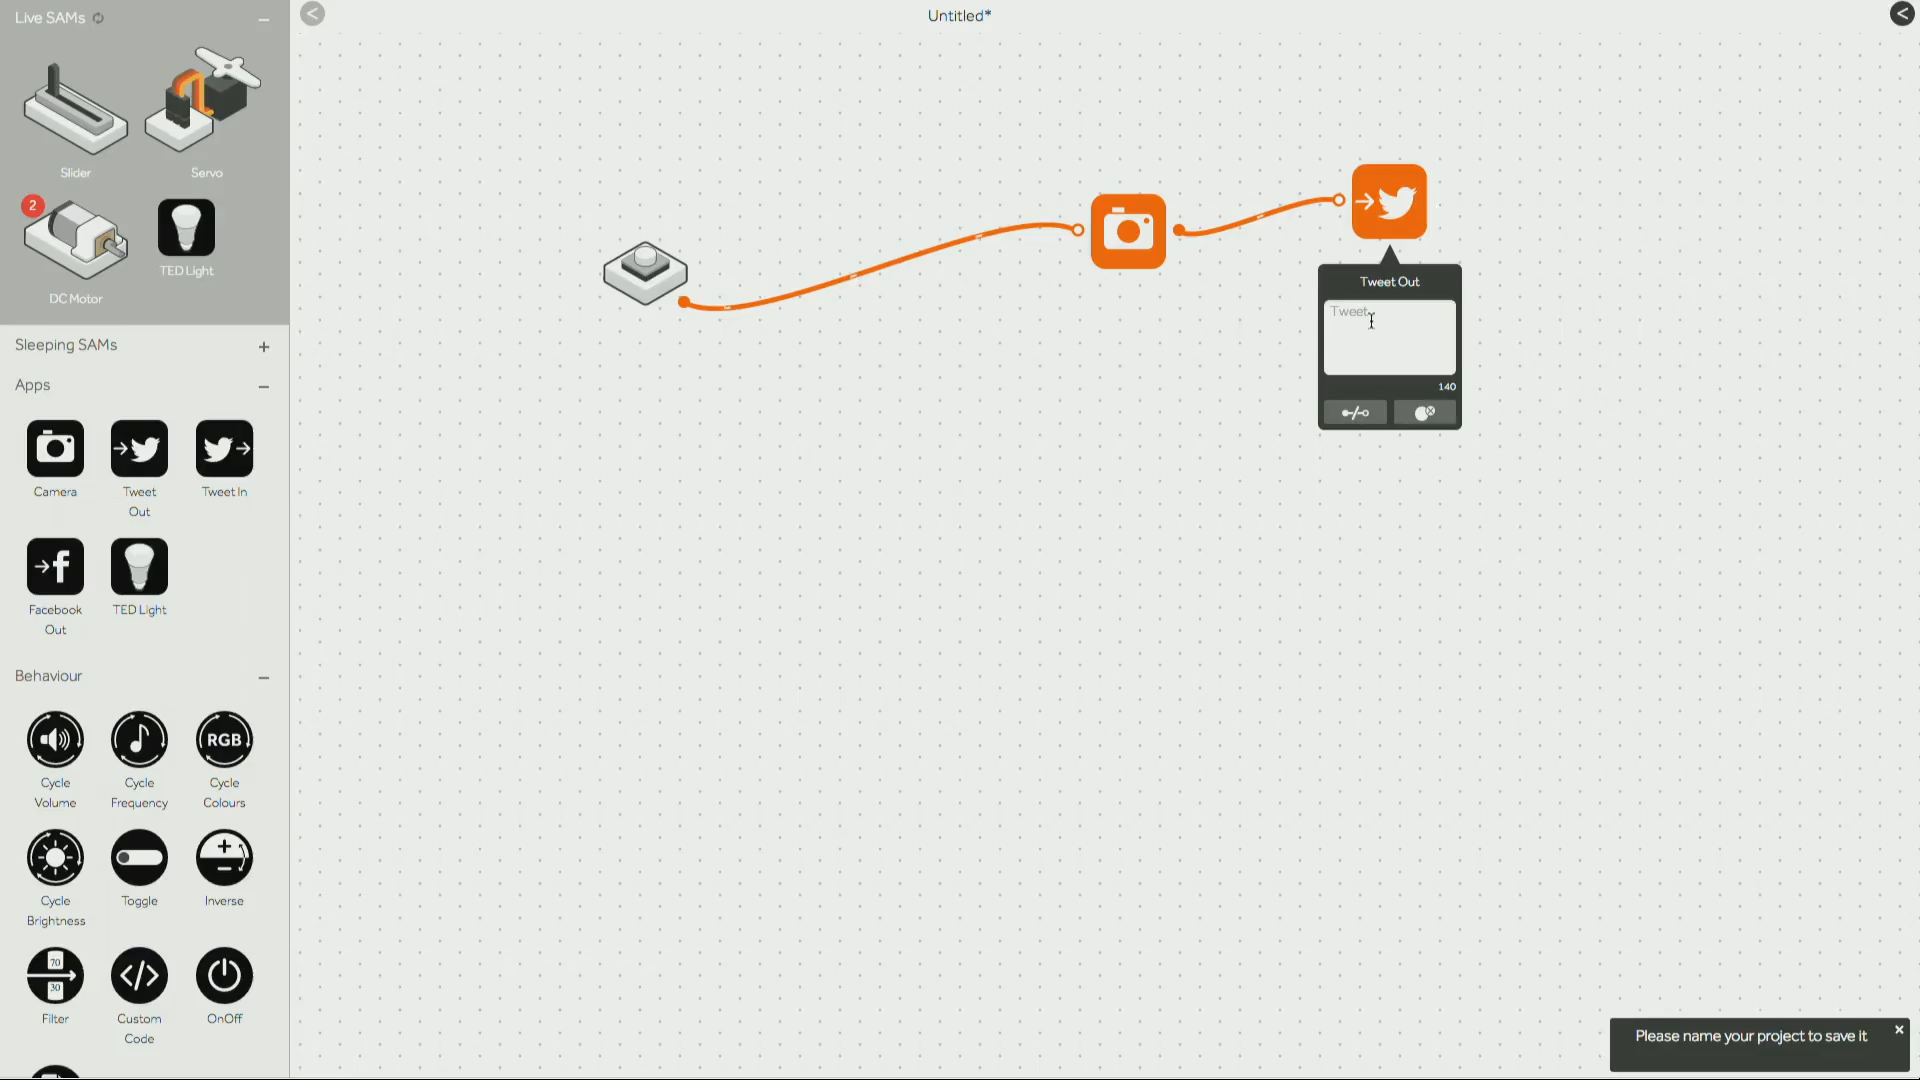 Live SAMs
Untitled*
Slider
Servo
2
TED Light
DC Motor
Tweet Out
Tweet
140
Sleeping SAMs
Apps
Camera
Tweet
Out
Tweet In
Facebook
Out
TED Light
Behaviour
RGB
Cycle
Volume
Cycle
Frequency
Cycle
Colours
Cycle
Brightness
Toggle
Inverse
70
30
Filter
Custom
Code
OnOff
Please name your project to save it